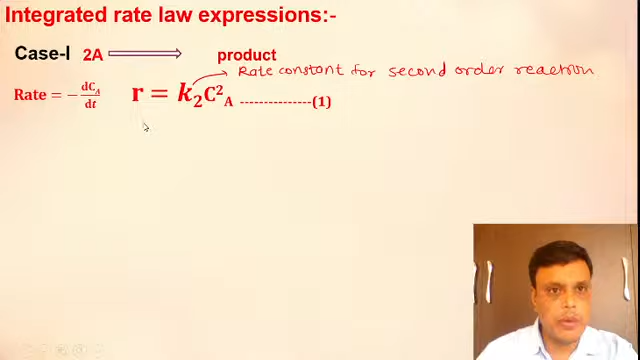 Integrated rate law expressions:-
Case-I 2A ⟹ product
Rate constant for second order reaction
Rate = − dC_A/dt r = k₂C²_A ---------------(1)